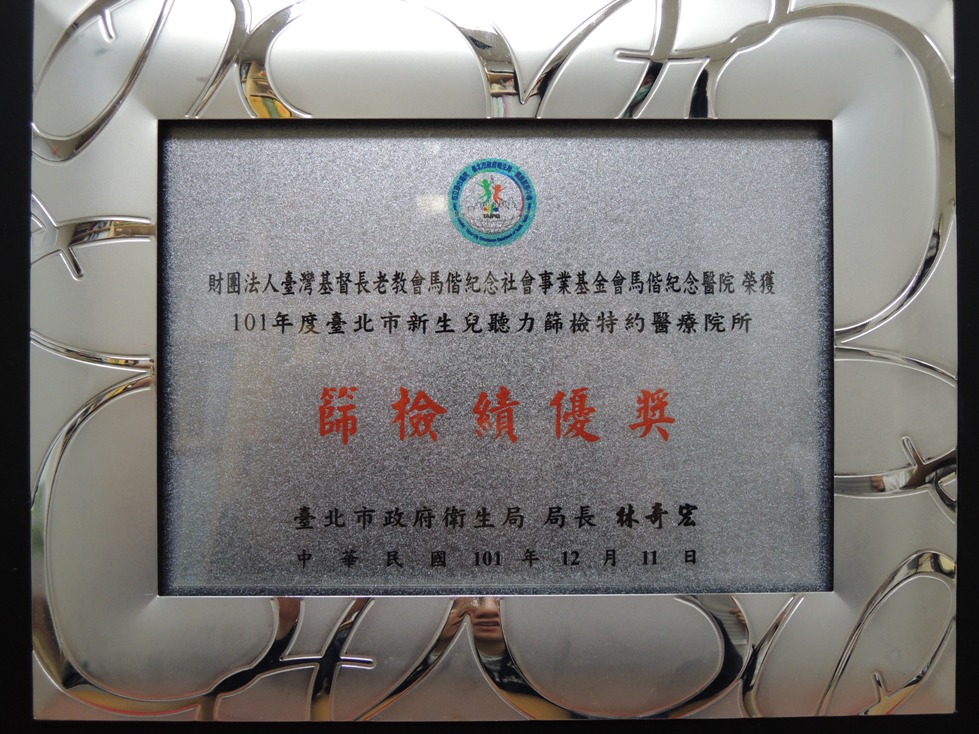 TAIPEI
財團法人臺灣基督長老教會馬偕紀念社會事業基金會馬偕紀念醫院 榮獲
101年度臺北市新生兒聽力篩檢特約醫療院所
篩檢績優獎
臺北市政府衛生局 局長 林奇宏
中華民國 101 年 12 月 11 日